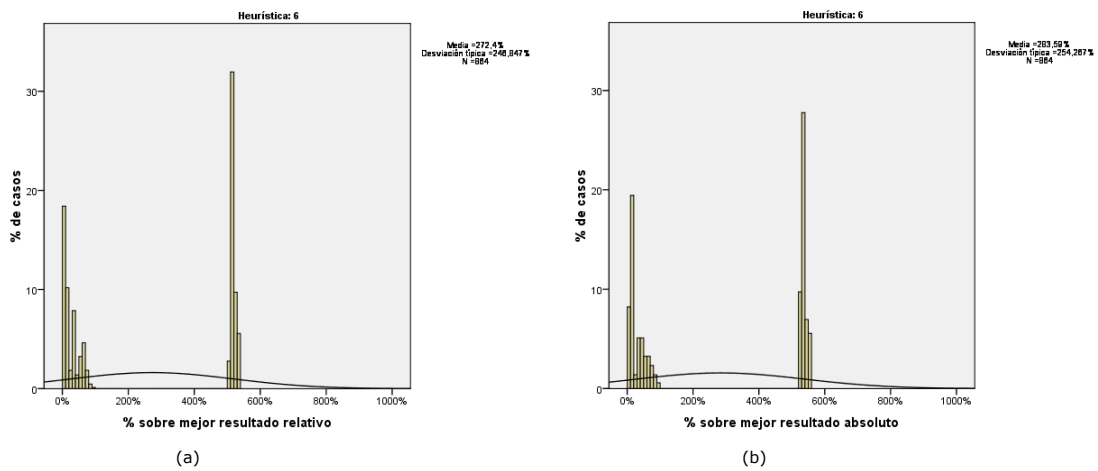 Heurística: 6
Media =272,4%
Desviación típica =246,847%
N =864
% de casos
30
20
10
0
0%
200%
400%
600%
800%
1000%
% sobre mejor resultado relativo
(a)
Heurística: 6
Media =283,59%
Desviación típica =254,267%
N =864
% de casos
30
20
10
0
0%
200%
400%
600%
800%
1000%
% sobre mejor resultado absoluto
(b)